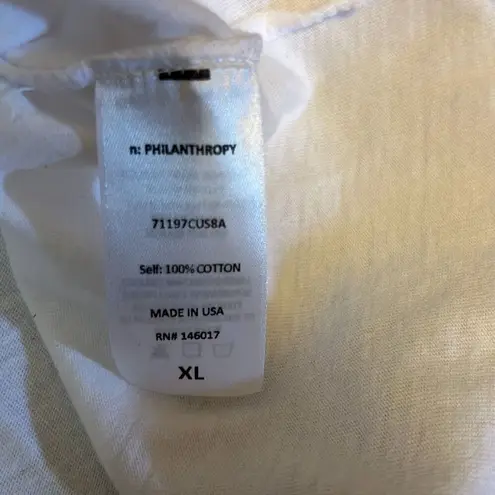 n: PHILANTHROPY
71197CUS8A
Self: 100% COTTON
MADE IN USA
RN# 146017
XL